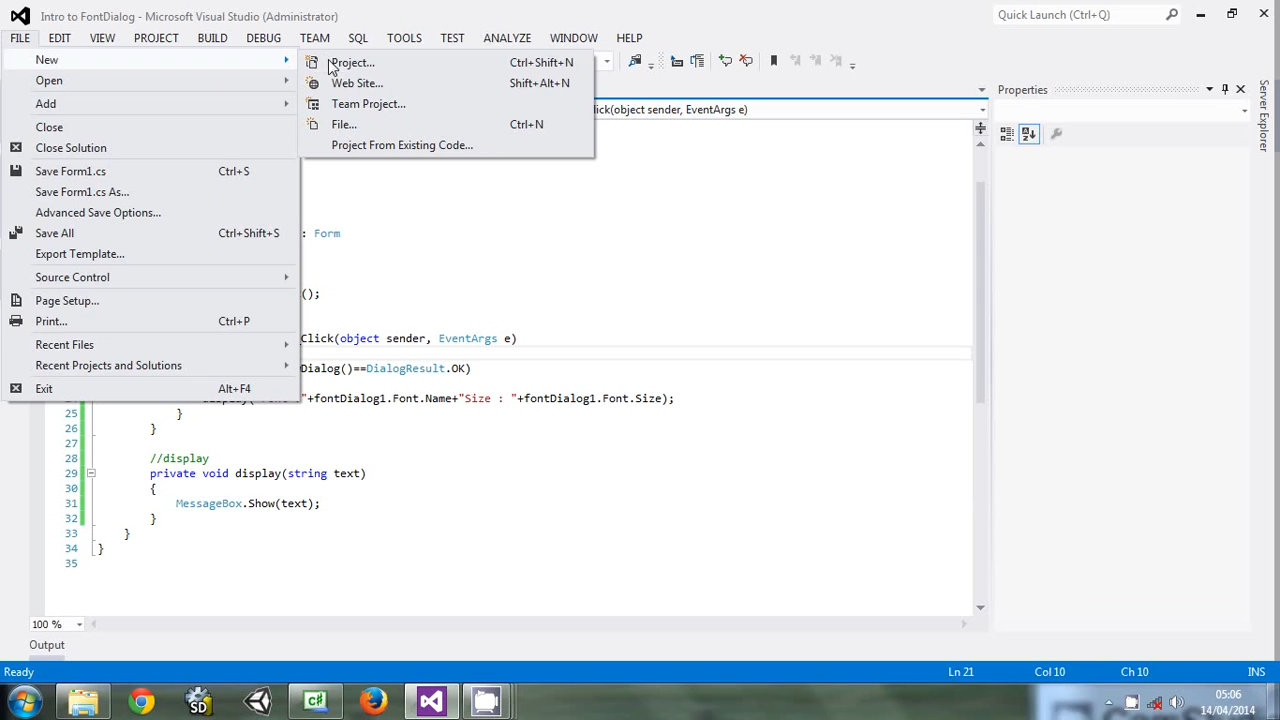 Intro to FontDialog - Microsoft Visual Studio (Administrator)
Quick Launch (Ctrl+Q)
FILE EDIT VIEW PROJECT BUILD DEBUG TEAM SQL TOOLS TEST ANALYZE WINDOW HELP
New
Open
Add
Close
Close Solution
Save Form1.cs Ctrl+S
Save Form1.cs As...
Advanced Save Options...
Save All Ctrl+Shift+S
Export Template...
Source Control
Page Setup...
Print... Ctrl+P
Recent Files
Recent Projects and Solutions
Exit Alt+F4
Project... Ctrl+Shift+N
Web Site... Shift+Alt+N
Team Project...
File... Ctrl+N
Project From Existing Code...
lick(object sender, EventArgs e)
: Form
();
Click(object sender, EventArgs e)
Dialog()==DialogResult.OK)
"+fontDialog1.Font.Name+"Size : "+fontDialog1.Font.Size);
25 }
26 }
27
28 //display
29 private void display(string text)
30 {
31 MessageBox.Show(text);
32 }
33 }
34 }
35
100 %
Output
Properties
Server Explorer
Ready Ln 21 Col 10 Ch 10 INS
SD
C#
05:06
14/04/2014